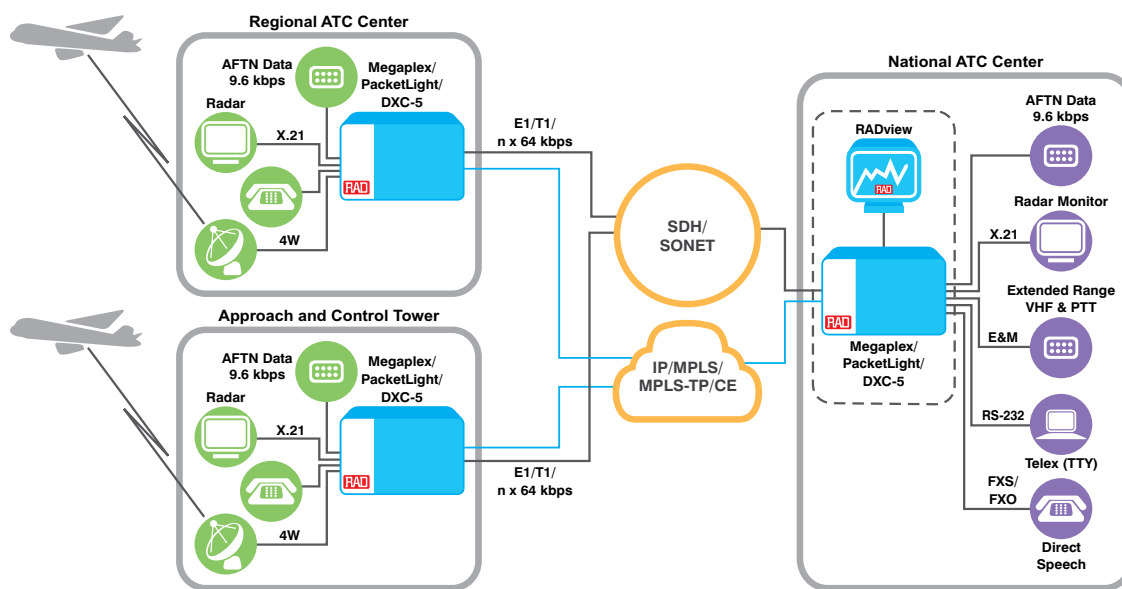 Regional ATC Center
AFTN Data
9.6 kbps
Megaplex/
PacketLight/
DXC-5
Radar
X.21
RAD
4W
E1/T1/
n x 64 kbps
Approach and Control Tower
AFTN Data
9.6 kbps
Megaplex/
PacketLight/
DXC-5
Radar
X.21
RAD
4W
E1/T1/
n x 64 kbps
SDH/
SONET
IP/MPLS/
MPLS-TP/CE
National ATC Center
RADview
RAD
RAD
Megaplex/
PacketLight/
DXC-5
AFTN Data
9.6 kbps
Radar Monitor
X.21
Extended Range
VHF & PTT
E&M
RS-232
Telex (TTY)
FXS/
FXO
Direct
Speech